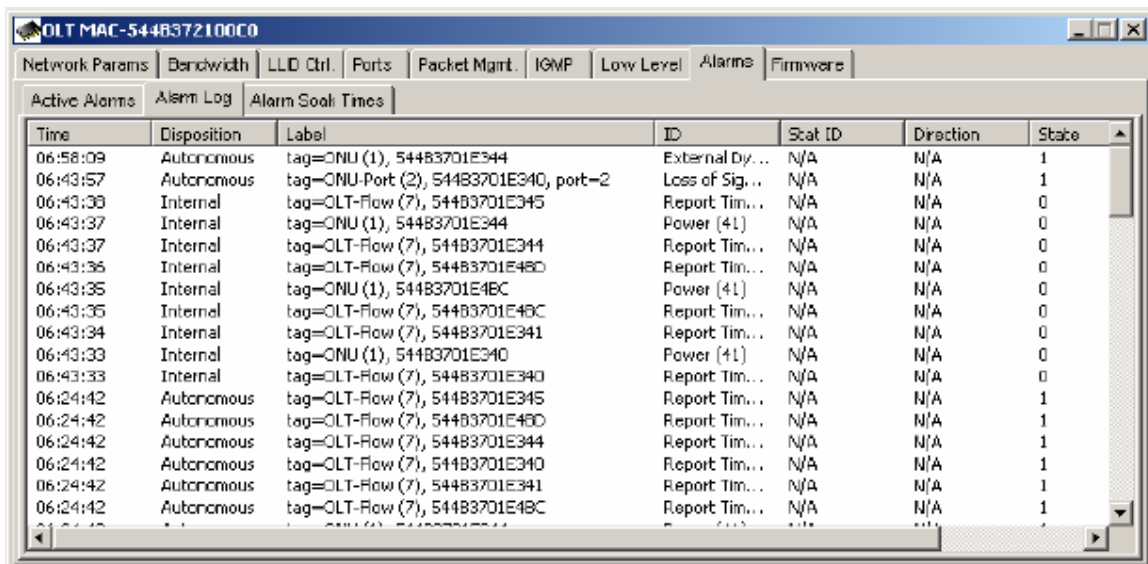 OLT MAC-544B372100C0
Network Params Bandwidth LLID Ctrl. Ports Packet Mgmt. IGMP Low Level Alarms Firmware
Active Alarms Alarm Log Alarm Soak Times
Time Disposition Label ID Stat ID Direction State
06:58:09 Autonomous tag=ONU (1), 544B3701E344 External Dy... N/A N/A 1
06:43:57 Autonomous tag=ONU-Port (2), 544B3701E340, port=2 Loss of Sig... N/A N/A 1
06:43:38 Internal tag=OLT-Flow (7), 544B3701E345 Report Tim... N/A N/A 0
06:43:37 Internal tag=ONU (1), 544B3701E344 Power (41) N/A N/A 0
06:43:37 Internal tag=OLT-Flow (7), 544B3701E344 Report Tim... N/A N/A 0
06:43:36 Internal tag=OLT-Flow (7), 544B3701E4BD Report Tim... N/A N/A 0
06:43:35 Internal tag=ONU (1), 544B3701E4BC Power (41) N/A N/A 0
06:43:35 Internal tag=OLT-Flow (7), 544B3701E4BC Report Tim... N/A N/A 0
06:43:34 Internal tag=OLT-Flow (7), 544B3701E341 Report Tim... N/A N/A 0
06:43:33 Internal tag=ONU (1), 544B3701E340 Power (41) N/A N/A 0
06:43:33 Internal tag=OLT-Flow (7), 544B3701E340 Report Tim... N/A N/A 0
06:24:42 Autonomous tag=OLT-Flow (7), 544B3701E345 Report Tim... N/A N/A 1
06:24:42 Autonomous tag=OLT-Flow (7), 544B3701E4BD Report Tim... N/A N/A 1
06:24:42 Autonomous tag=OLT-Flow (7), 544B3701E344 Report Tim... N/A N/A 1
06:24:42 Autonomous tag=OLT-Flow (7), 544B3701E340 Report Tim... N/A N/A 1
06:24:42 Autonomous tag=OLT-Flow (7), 544B3701E341 Report Tim... N/A N/A 1
06:24:42 Autonomous tag=OLT-Flow (7), 544B3701E4BC Report Tim... N/A N/A 1